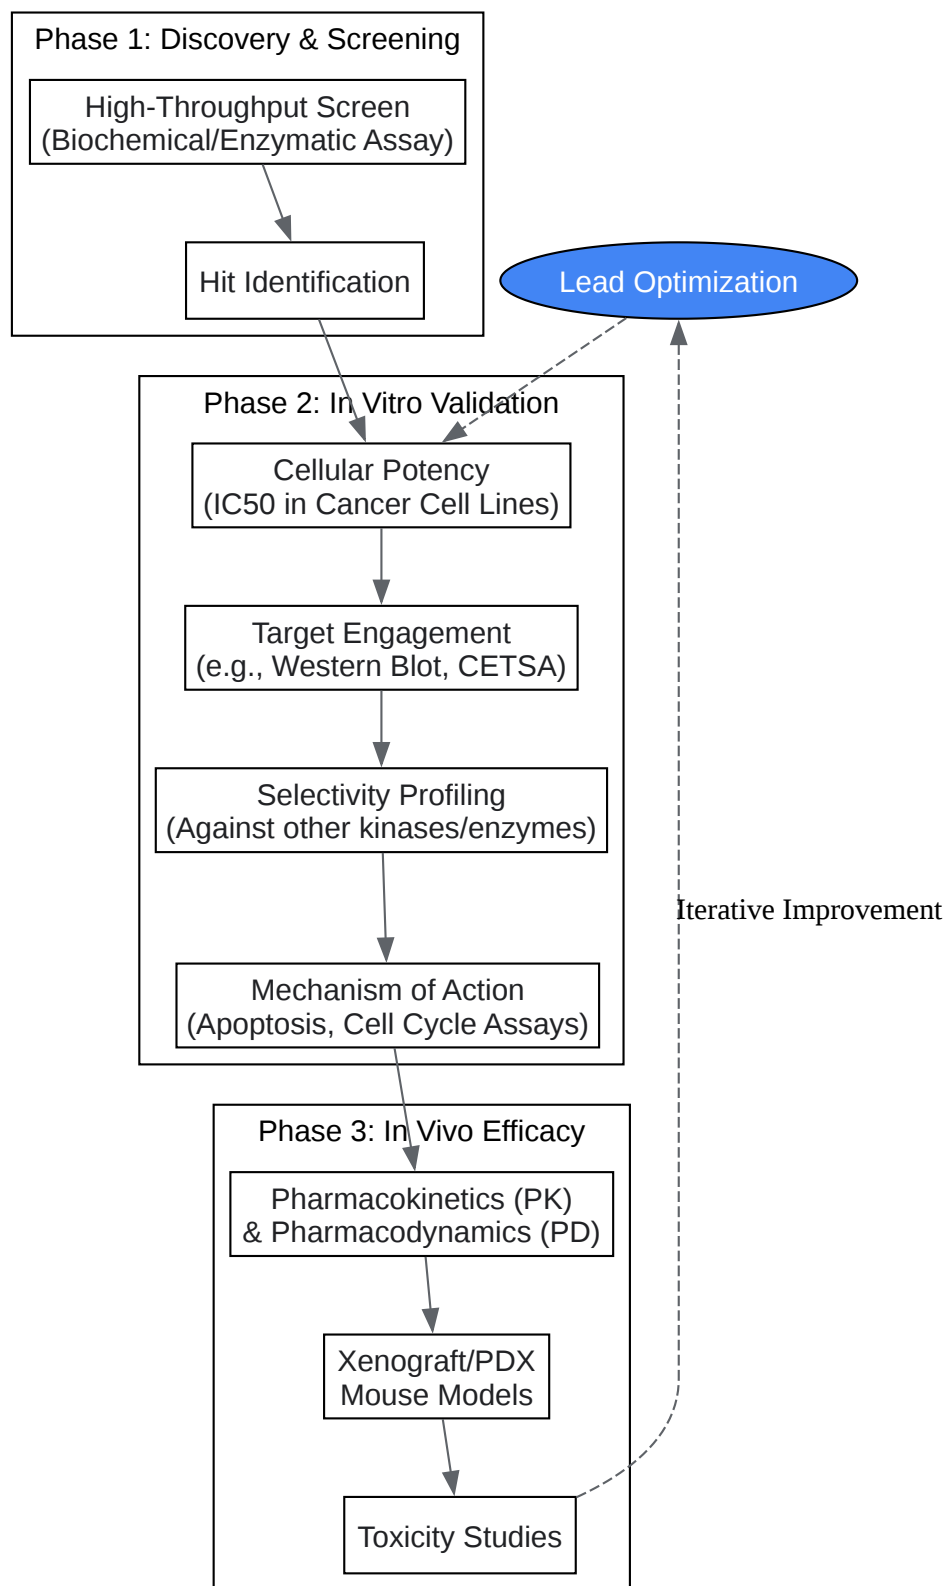 Phase 1: Discovery & Screening
High-Throughput Screen
(Biochemical/Enzymatic Assay)
Hit Identification
Lead Optimization
Phase 2: In Vitro Validation
Cellular Potency
(IC50 in Cancer Cell Lines)
Target Engagement
(e.g., Western Blot, CETSA)
Selectivity Profiling
(Against other kinases/enzymes)
Iterative Improvement
Mechanism of Action
(Apoptosis, Cell Cycle Assays)
Phase 3: In Vivo Efficacy
Pharmacokinetics (PK)
& Pharmacodynamics (PD)
Xenograft/PDX
Mouse Models
Toxicity Studies